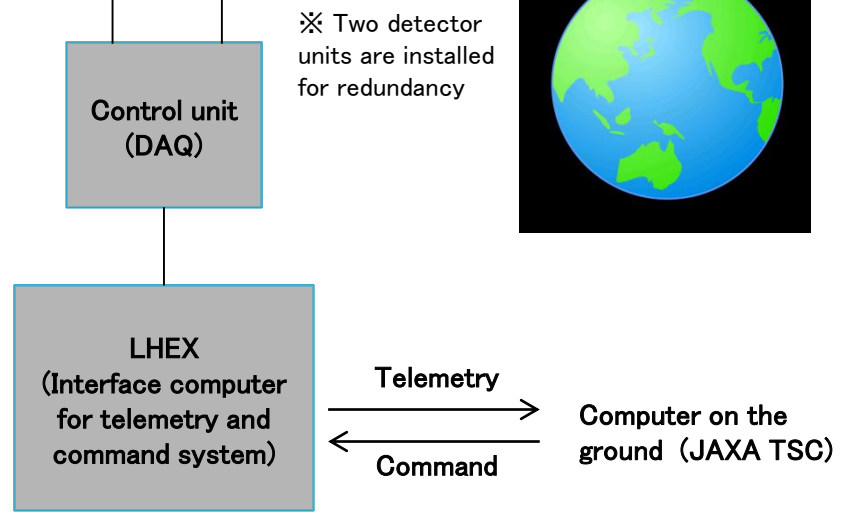 ※ Two detector
units are installed
for redundancy
Control unit
(DAQ)
LHEX
(Interface computer
for telemetry and
command system)
Telemetry
Command
Computer on the
ground (JAXA TSC)